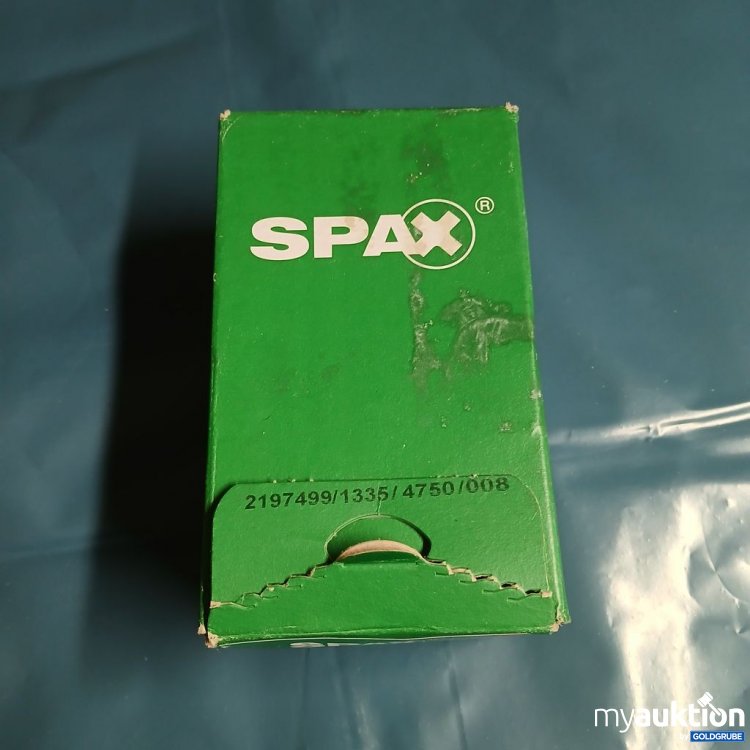 SPAX®
2197499/1335/4750/008
myauktion
by GOLDGRUBE